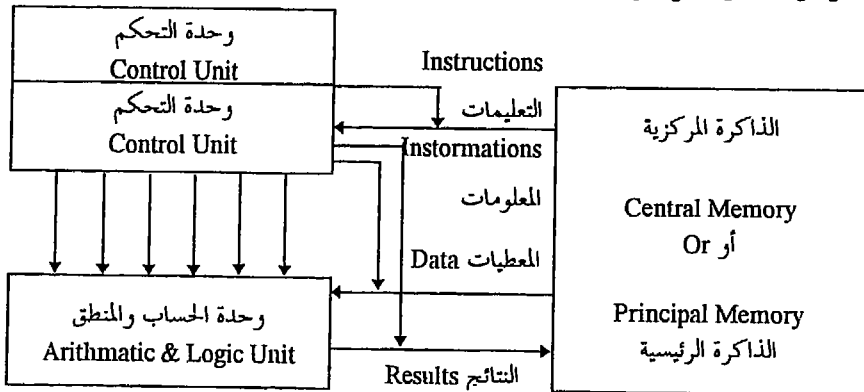 وحدة التحكم
Control Unit
وحدة التحكم
Control Unit
Instructions
التعليمات
Instormations
المعلومات
المعطيات Data
الذاكرة المركزية
Central Memory
أو Or
Principal Memory
الذاكرة الرئيسية
وحدة الحساب والمنطق
Arithmatic & Logic Unit
النتائج Results